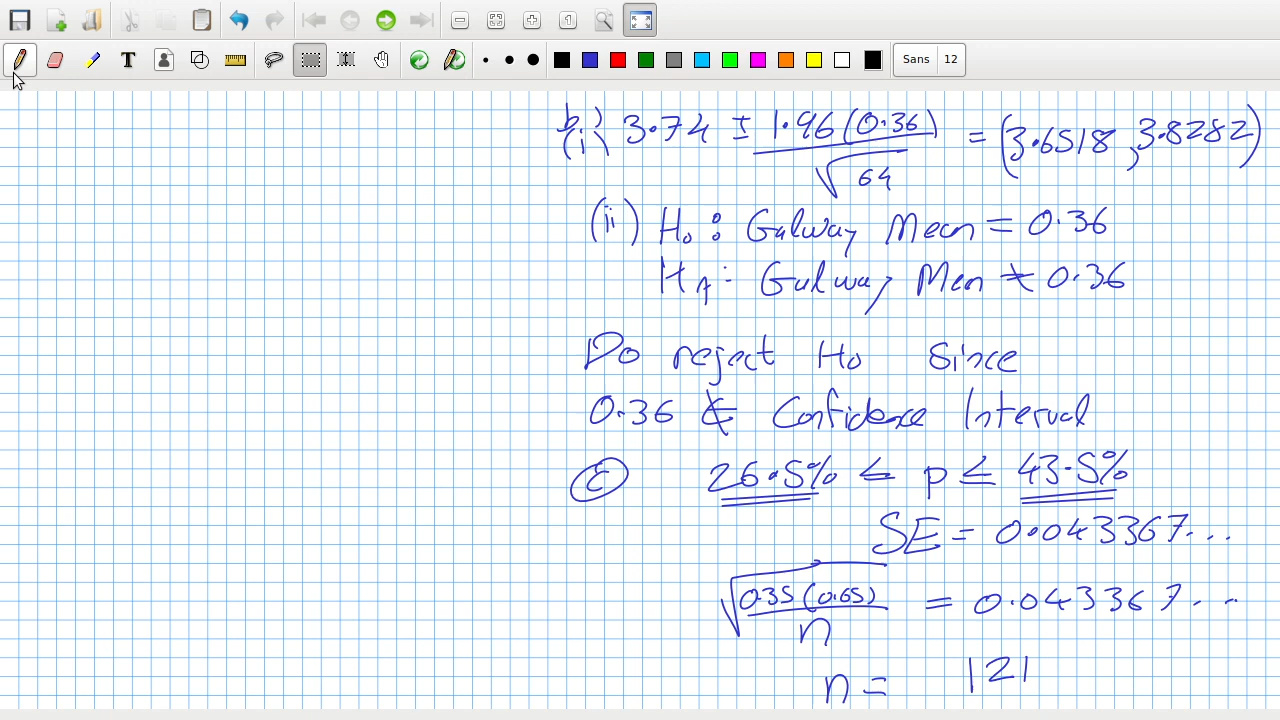 T
Sans 12
b)
(i) 3.74 ± 1.96(0.36) / √64 = (3.6518, 3.8282)
(ii) H₀ : Galway Mean = 0.36
H_A : Galway Men ≠ 0.36
Do reject H₀ Since
0.36 ∉ Confidence Interval
(c) 26.5% ≤ p ≤ 43.5%
SE = 0.043367...
√(0.35(0.65) / n) = 0.043367...
n = 121